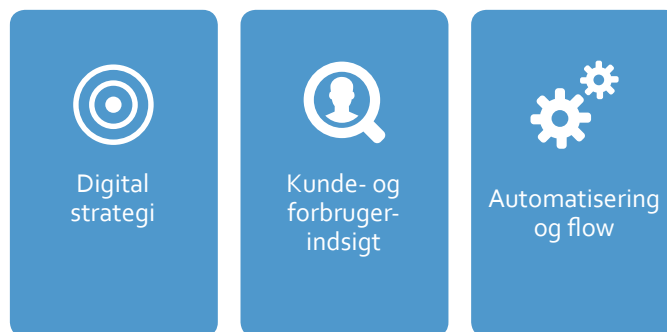 Digital
strategi
Kunde- og
forbruger-
indsigt
Automatisering
og flow